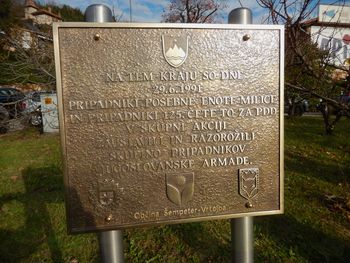 NA TEM KRAJU SO DNE
29.6.1991
PRIPADNIKI POSEBNE ENOTE MILICE
IN PRIPADNIKI 125. ČETE TO ZA PDD
V SKUPNI AKCIJI
ZAUSTAVILI IN RAZOROŽILI
SKUPINO PRIPADNIKOV
JUGOSLOVANSKE ARMADE.
Občina Šempeter-Vrtojba